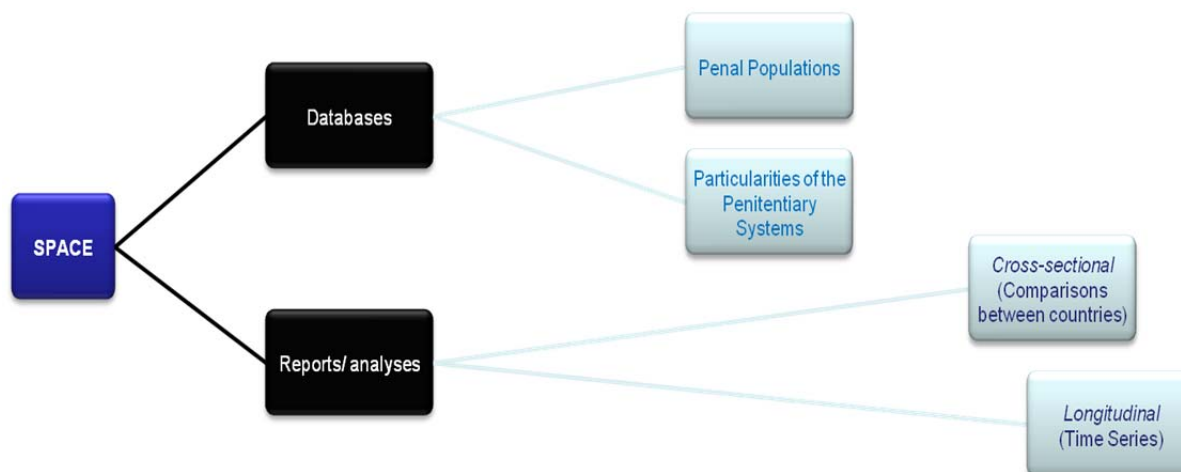 SPACE
Databases
Penal Populations
Particularities of the
Penitentiary
Systems
Reports/ analyses
Cross-sectional
(Comparisons
between countries)
Longitudinal
(Time Series)